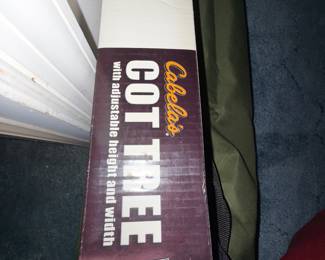 Cabela's
COT TREE
with adjustable height and width